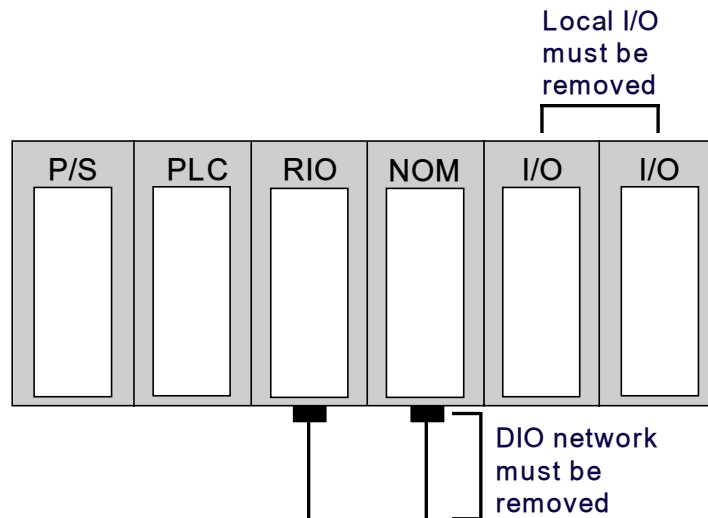 Local I/O
must be
removed
P/S PLC RIO NOM I/O I/O
DIO network
must be
removed